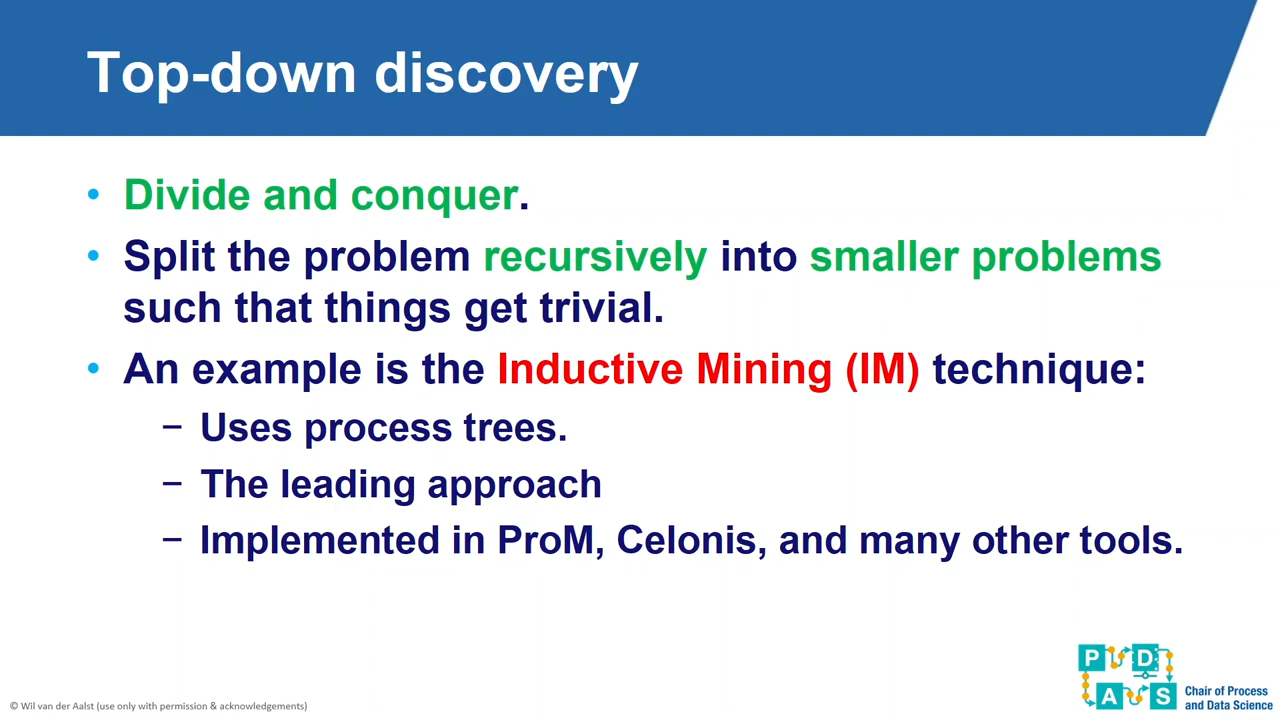 Top-down discovery
• Divide and conquer.
• Split the problem recursively into smaller problems
such that things get trivial.
• An example is the Inductive Mining (IM) technique:
− Uses process trees.
− The leading approach
− Implemented in ProM, Celonis, and many other tools.
P D
A S
Chair of Process
and Data Science
© Wil van der Aalst (use only with permission & acknowledgements)